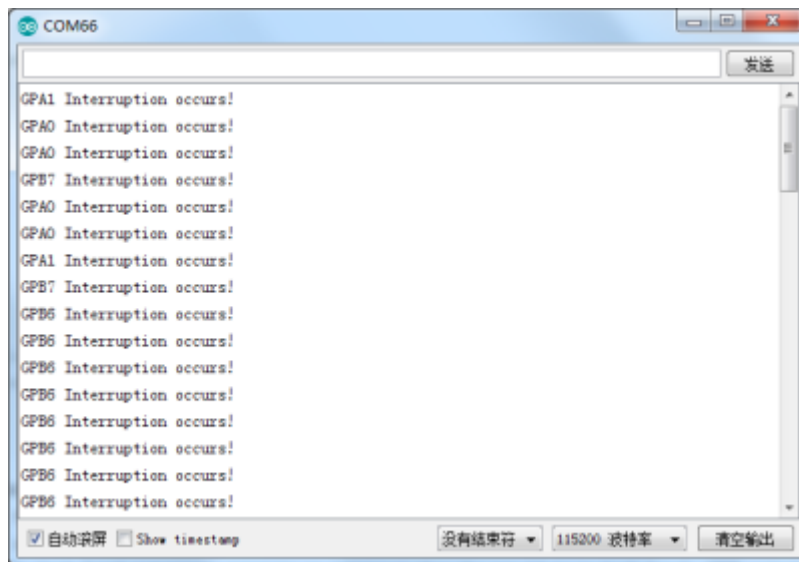 COM66
发送
GPA1 Interruption occurs!
GPA0 Interruption occurs!
GPA0 Interruption occurs!
GPB7 Interruption occurs!
GPA0 Interruption occurs!
GPA0 Interruption occurs!
GPA1 Interruption occurs!
GPB7 Interruption occurs!
GPB6 Interruption occurs!
GPB6 Interruption occurs!
GPB6 Interruption occurs!
GPB6 Interruption occurs!
GPB6 Interruption occurs!
GPB6 Interruption occurs!
GPB6 Interruption occurs!
GPB6 Interruption occurs!
自动滚屏 Show timestamp 没有结束符 115200 波特率 清空输出